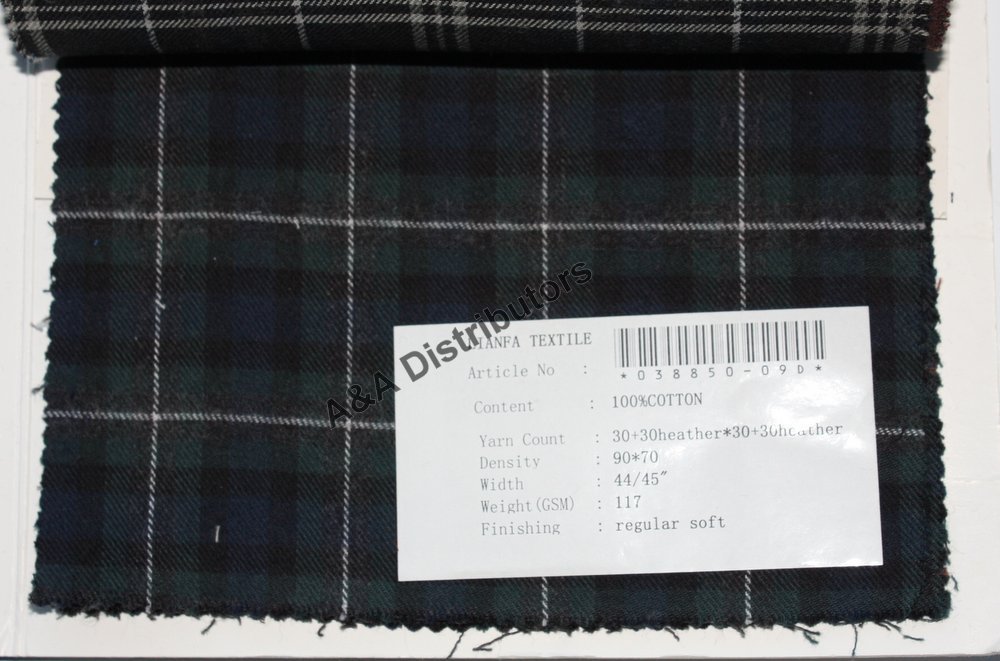 A&A Distributors
TEXTILE
*038850-09D*
Article No :
Content : 100%COTTON
Yarn Count : 30+30heather*30+30heather
Density : 90*70
Width : 44/45"
Weight(GSM) : 117
Finishing : regular soft